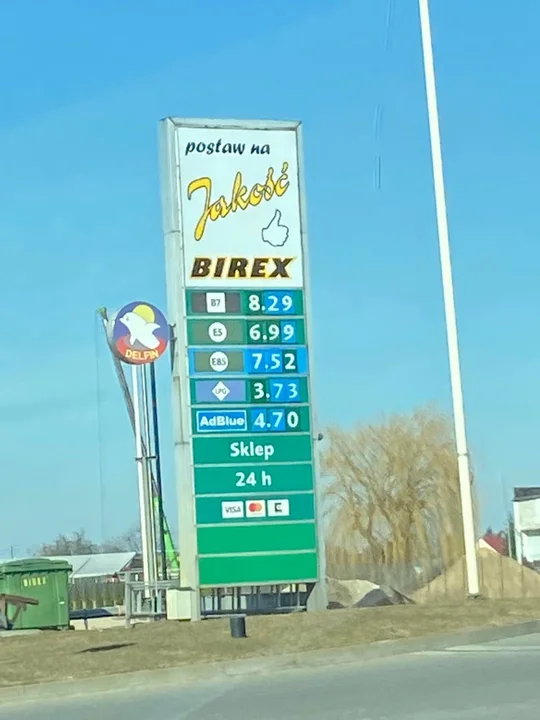 postaw na
Jakość
BIREX
B7 8.29
E5 6.99
E85 7.52
LPG 3.73
AdBlue 4.70
Sklep
24 h
VISA
DELFIN
BIREX